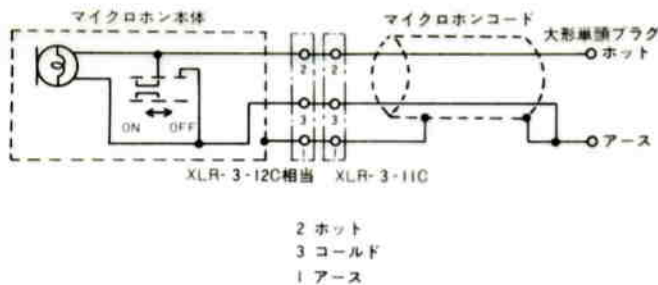 マイクロホン本体
マイクロホンコード
大形単頭プラグ
ホット
2 2
3 3
ON OFF
アース
XLR-3-12C相当 XLR-3-11C
2 ホット
3 コールド
1 アース